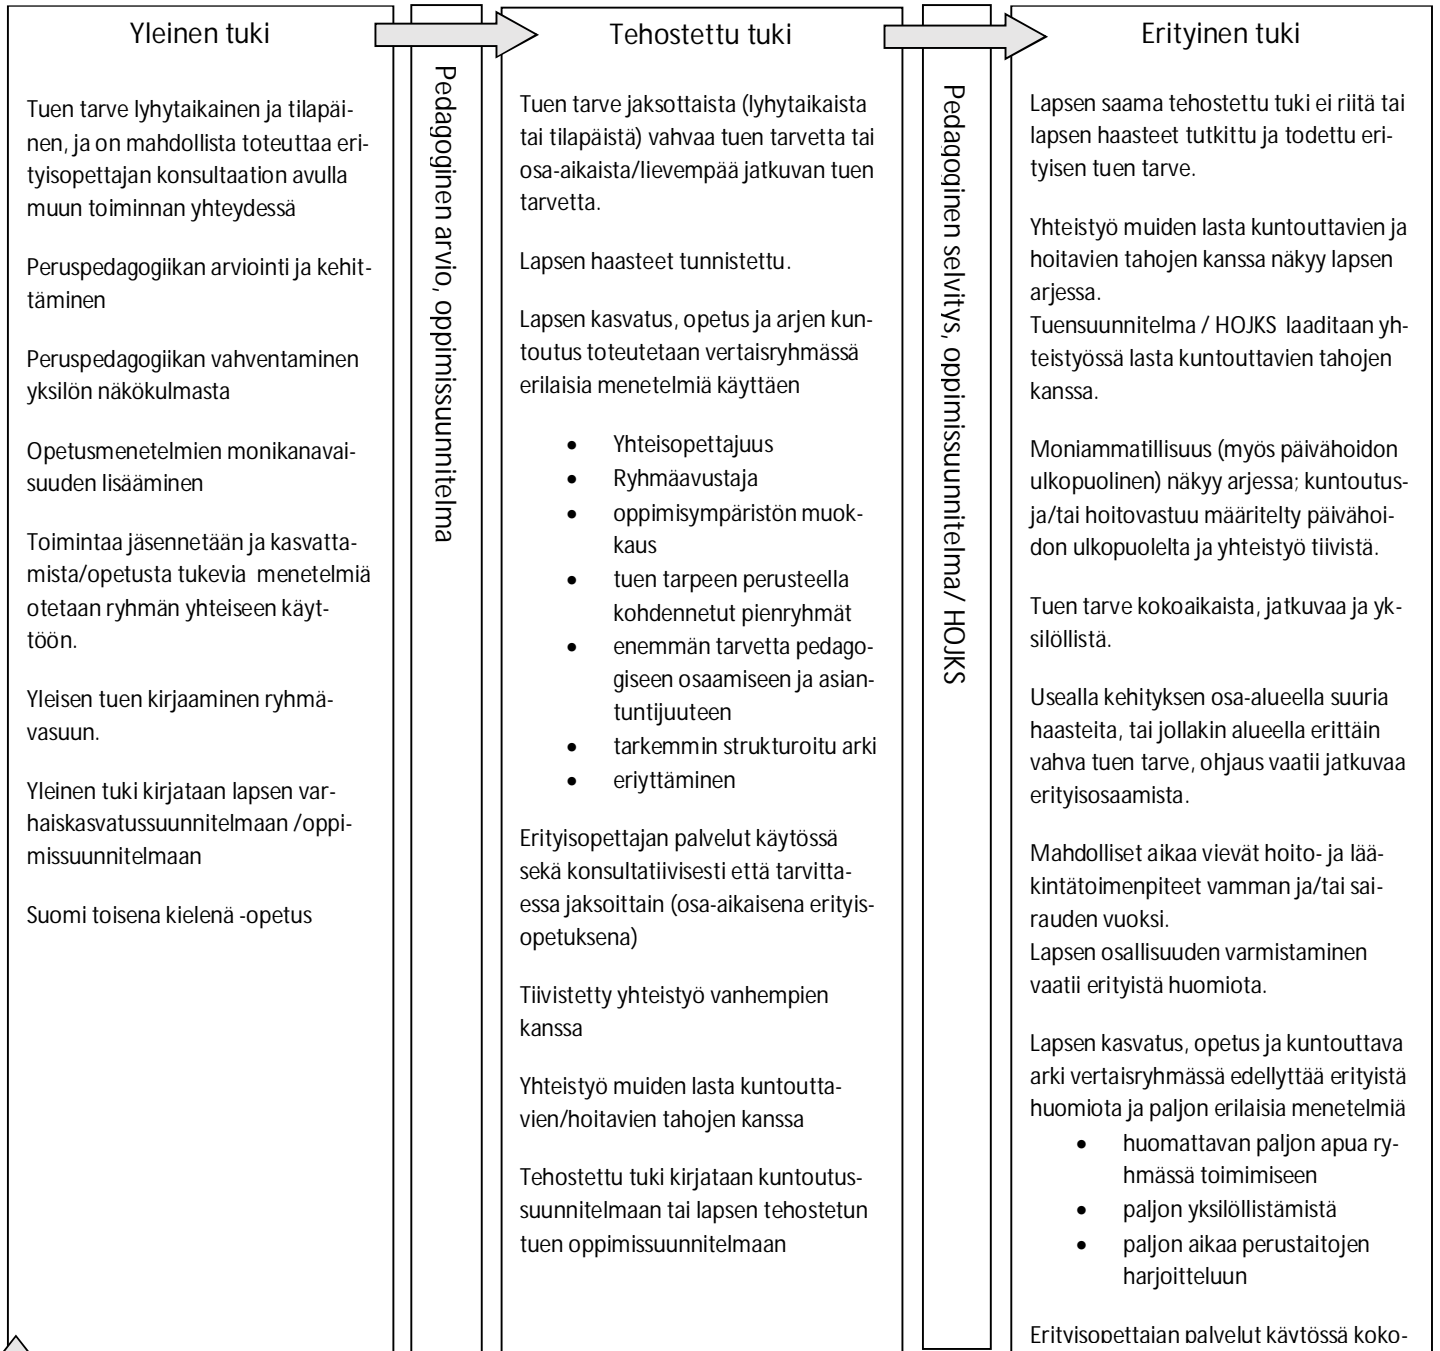 Yleinen tuki
Tuen tarve lyhytaikainen ja tilapäi-
nen, ja on mahdollista toteuttaa eri-
tyisopettajan konsultaation avulla
muun toiminnan yhteydessä
Peruspedagogiikan arviointi ja kehit-
täminen
Peruspedagogiikan vahventaminen
yksilön näkökulmasta
Opetusmenetelmien monikanavai-
suuden lisääminen
Toimintaa jäsennetään ja kasvatta-
mista/opetusta tukevia menetelmiä
otetaan ryhmän yhteiseen käyt-
töön.
Yleisen tuen kirjaaminen ryhmä-
vasuun.
Yleinen tuki kirjataan lapsen var-
haiskasvatussuunnitelmaan /oppi-
missuunnitelmaan
Suomi toisena kielenä -opetus
Pedagoginen arvio, oppimissuunnitelma
Tehostettu tuki
Tuen tarve jaksottaista (lyhytaikaista
tai tilapäistä) vahvaa tuen tarvetta tai
osa-aikaista/lievempää jatkuvan tuen
tarvetta.
Lapsen haasteet tunnistettu.
Lapsen kasvatus, opetus ja arjen kun-
toutus toteutetaan vertaisryhmässä
erilaisia menetelmiä käyttäen
• Yhteisopettajuus
• Ryhmäavustaja
• oppimisympäristön muok-
kaus
• tuen tarpeen perusteella
kohdennetut pienryhmät
• enemmän tarvetta pedago-
giseen osaamiseen ja asian-
tuntijuuteen
• tarkemmin strukturoitu arki
• eriyttäminen
Erityisopettajan palvelut käytössä
sekä konsultatiivisesti että tarvitta-
essa jaksoittain (osa-aikaisena erityis-
opetuksena)
Tiivistetty yhteistyö vanhempien
kanssa
Yhteistyö muiden lasta kuntoutta-
vien/hoitavien tahojen kanssa
Tehostettu tuki kirjataan kuntoutus-
suunnitelmaan tai lapsen tehostetun
tuen oppimissuunnitelmaan
Pedagoginen selvitys, oppimissuunnitelma/ HOJKS
Erityinen tuki
Lapsen saama tehostettu tuki ei riitä tai
lapsen haasteet tutkittu ja todettu eri-
tyisen tuen tarve.
Yhteistyö muiden lasta kuntouttavien ja
hoitavien tahojen kanssa näkyy lapsen
arjessa.
Tuensuunnitelma / HOJKS laaditaan yh-
teistyössä lasta kuntouttavien tahojen
kanssa.
Moniammatillisuus (myös päivähoidon
ulkopuolinen) näkyy arjessa; kuntoutus-
ja/tai hoitovastuu määritelty päivähoi-
don ulkopuolelta ja yhteistyö tiivistä.
Tuen tarve kokoaikaista, jatkuvaa ja yk-
silöllistä.
Usealla kehityksen osa-alueella suuria
haasteita, tai jollakin alueella erittäin
vahva tuen tarve, ohjaus vaatii jatkuvaa
erityisosaamista.
Mahdolliset aikaa vievät hoito- ja lää-
kintätoimenpiteet vamman ja/tai sai-
rauden vuoksi.
Lapsen osallisuuden varmistaminen
vaatii erityistä huomiota.
Lapsen kasvatus, opetus ja kuntouttava
arki vertaisryhmässä edellyttää erityistä
huomiota ja paljon erilaisia menetelmiä
• huomattavan paljon apua ry-
hmässä toimimiseen
• paljon yksilöllistämistä
• paljon aikaa perustaitojen
harjoitteluun
Erityisopettajan palvelut käytössä koko-